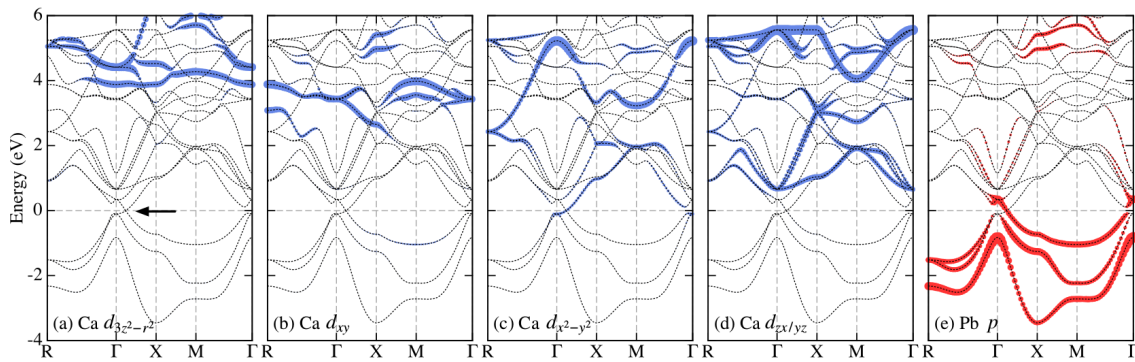 6
4
2
0
-2
-4
Energy (eV)
(a) Ca d3z²−r²
(b) Ca dxy
(c) Ca dx²−y²
(d) Ca dzx/yz
(e) Pb p
R Γ X M Γ
R Γ X M Γ
R Γ X M Γ
R Γ X M Γ
R Γ X M Γ